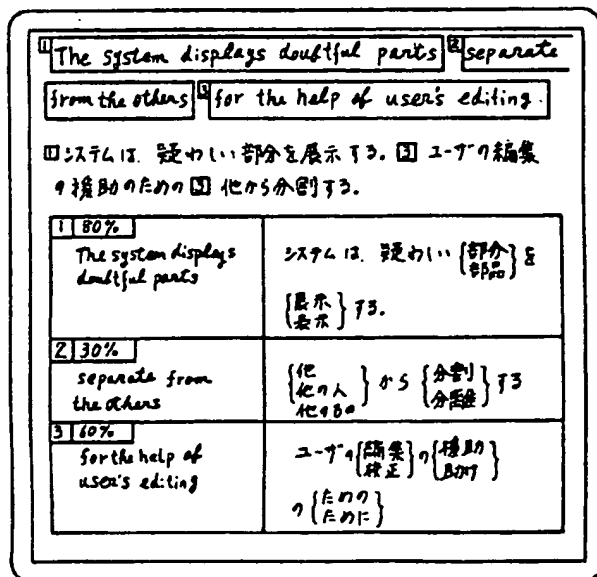 1 The system displays doubtful parts 2 separate
from the others 3 for the help of user's editing.
1 システムは、疑わしい部分を展示する。3 ユーザの編集
の援助のための 3 他から分割する。
1 80%
The system displays
doubtful parts
システムは、疑わしい {部分 部品} を
{展示 表示} する。
2 30%
separate from
the others
{他 他の人 他のもの} から {分割 分離} する
3 60%
for the help of
user's editing
ユーザの {編集 校正} の {援助 助け}
の {ための ために}